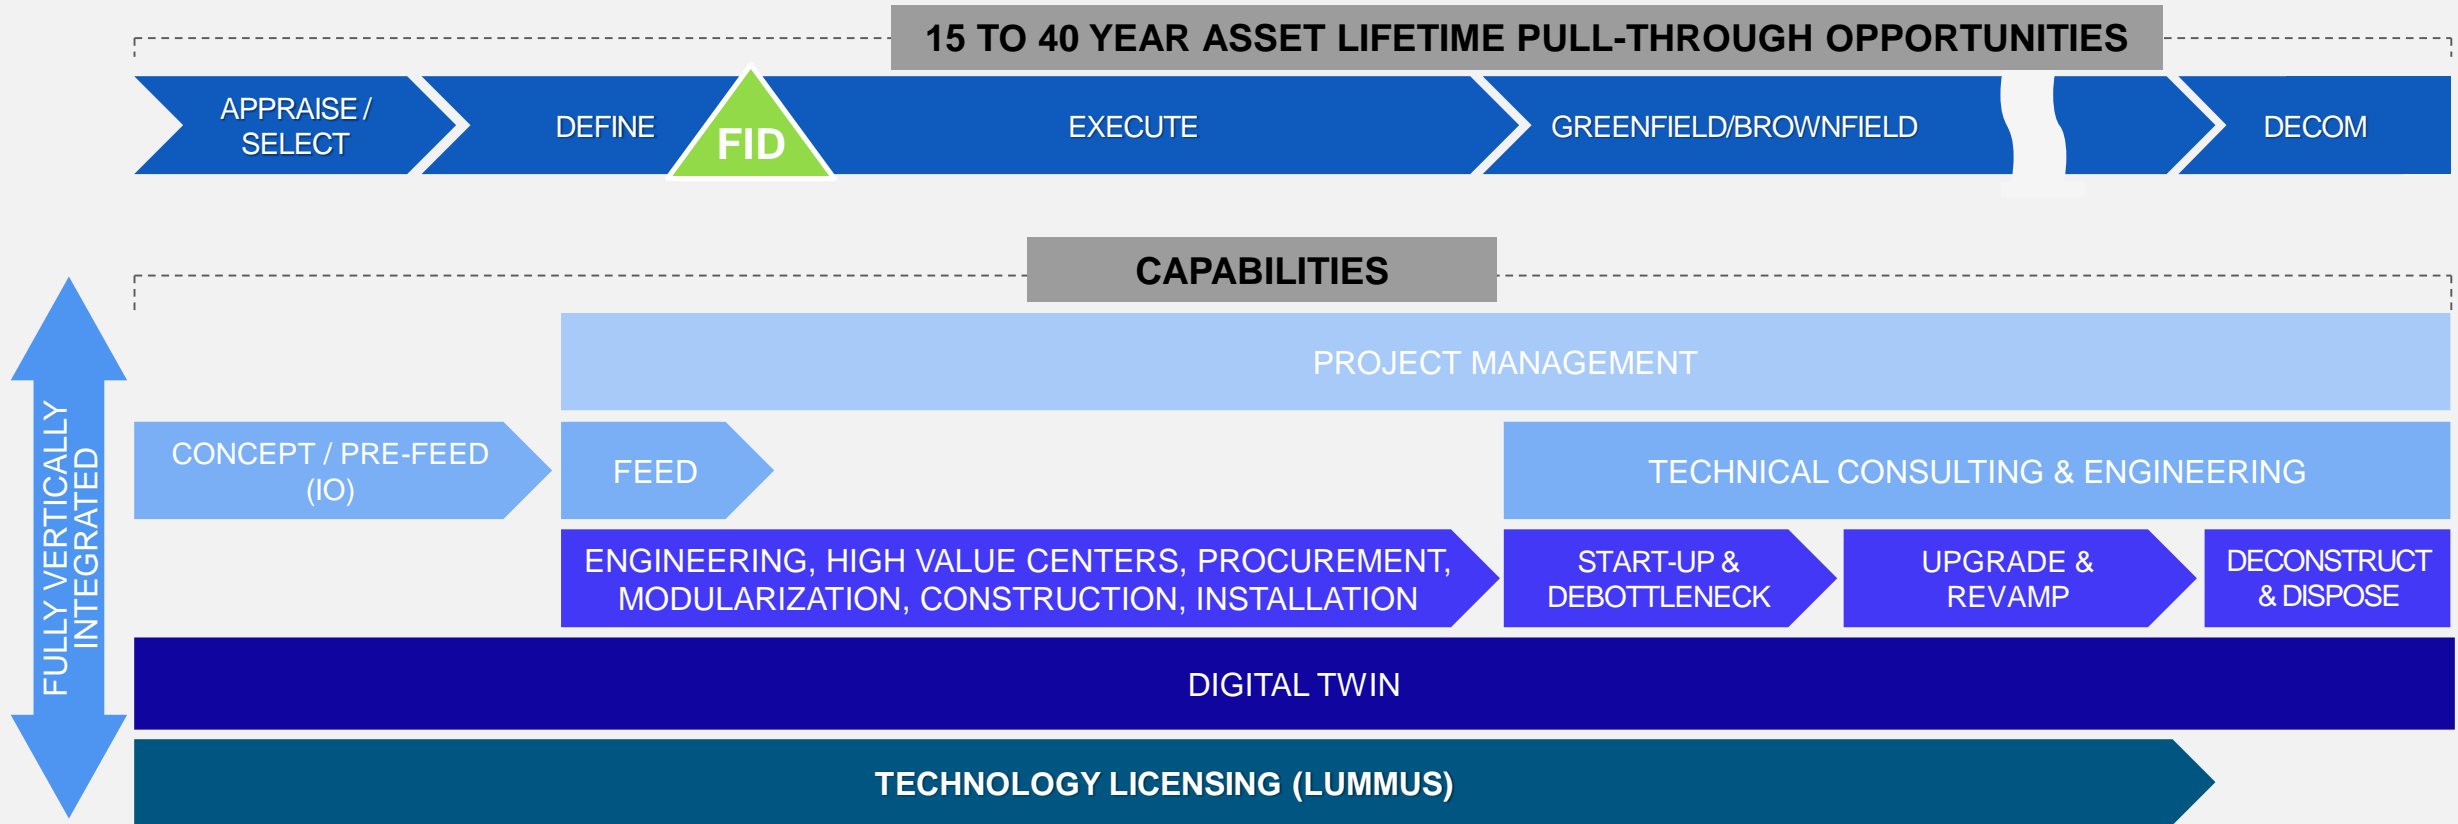 15 TO 40 YEAR ASSET LIFETIME PULL-THROUGH OPPORTUNITIES
APPRAISE /
SELECT
DEFINE
FID
EXECUTE
GREENFIELD/BROWNFIELD
DECOM
CAPABILITIES
FULLY VERTICALLY
INTEGRATED
PROJECT MANAGEMENT
CONCEPT / PRE-FEED
(IO)
FEED
TECHNICAL CONSULTING & ENGINEERING
ENGINEERING, HIGH VALUE CENTERS, PROCUREMENT,
MODULARIZATION, CONSTRUCTION, INSTALLATION
START-UP &
DEBOTTLENECK
UPGRADE &
REVAMP
DECONSTRUCT
& DISPOSE
DIGITAL TWIN
TECHNOLOGY LICENSING (LUMMUS)